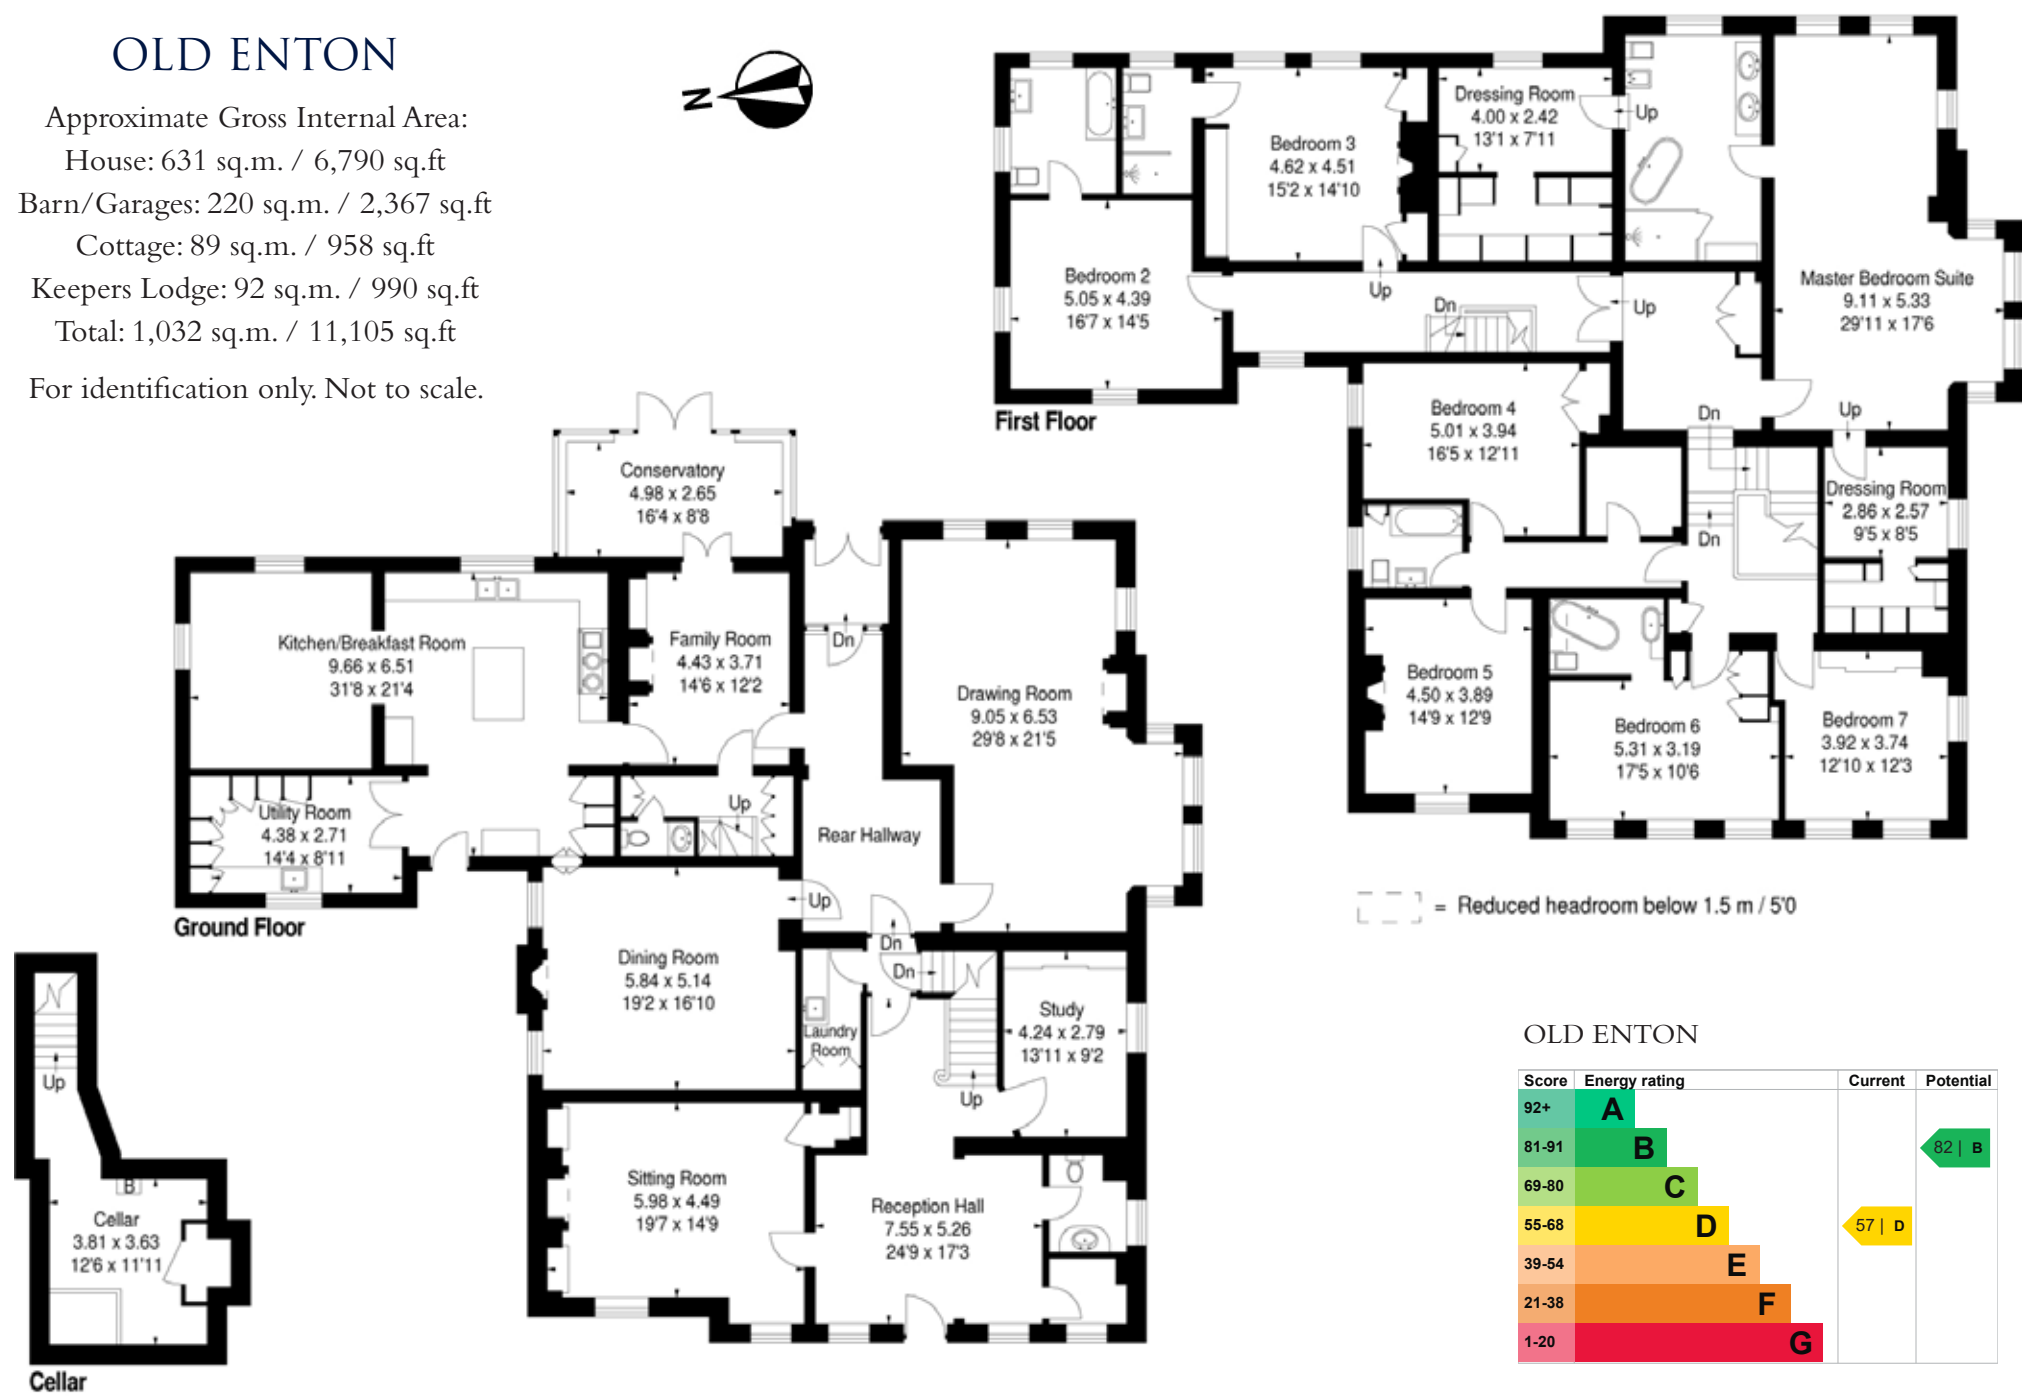 OLD ENTON
Approximate Gross Internal Area:
House: 631 sq.m. / 6,790 sq.ft
Barn/Garages: 220 sq.m. / 2,367 sq.ft
Cottage: 89 sq.m. / 958 sq.ft
Keepers Lodge: 92 sq.m. / 990 sq.ft
Total: 1,032 sq.m. / 11,105 sq.ft
For identification only. Not to scale.
N
Bedroom 3
4.62 x 4.51
15'2 x 14'10
Dressing Room
4.00 x 2.42
13'1 x 7'11
Up
Bedroom 2
5.05 x 4.39
16'7 x 14'5
Up
Dn
Up
Master Bedroom Suite
9.11 x 5.33
29'11 x 17'6
First Floor
Bedroom 4
5.01 x 3.94
16'5 x 12'11
Dn
Up
Dn
Dressing Room
2.86 x 2.57
9'5 x 8'5
Bedroom 5
4.50 x 3.89
14'9 x 12'9
Bedroom 6
5.31 x 3.19
17'5 x 10'6
Bedroom 7
3.92 x 3.74
12'10 x 12'3
= Reduced headroom below 1.5 m / 5'0
Conservatory
4.98 x 2.65
16'4 x 8'8
Kitchen/Breakfast Room
9.66 x 6.51
31'8 x 21'4
Family Room
4.43 x 3.71
14'6 x 12'2
Dn
Drawing Room
9.05 x 6.53
29'8 x 21'5
Utility Room
4.38 x 2.71
14'4 x 8'11
Up
Rear Hallway
Up
Ground Floor
Dining Room
5.84 x 5.14
19'2 x 16'10
Dn
Dn
Laundry
Room
Study
4.24 x 2.79
13'11 x 9'2
Up
Sitting Room
5.98 x 4.49
19'7 x 14'9
Reception Hall
7.55 x 5.26
24'9 x 17'3
Up
B
Cellar
3.81 x 3.63
12'6 x 11'11
Cellar
OLD ENTON
Score Energy rating Current Potential
92+ A
81-91 B 82 | B
69-80 C
55-68 D 57 | D
39-54 E
21-38 F
1-20 G